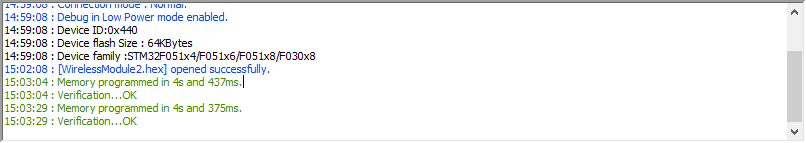 14:59:08 : Connection mode : Normal.
14:59:08 : Debug in Low Power mode enabled.
14:59:08 : Device ID:0x440
14:59:08 : Device flash Size : 64KBytes
14:59:08 : Device family :STM32F051x4/F051x6/F051x8/F030x8
15:02:08 : [WirelessModule2.hex] opened successfully.
15:03:04 : Memory programmed in 4s and 437ms.
15:03:04 : Verification...OK
15:03:29 : Memory programmed in 4s and 375ms.
15:03:29 : Verification...OK